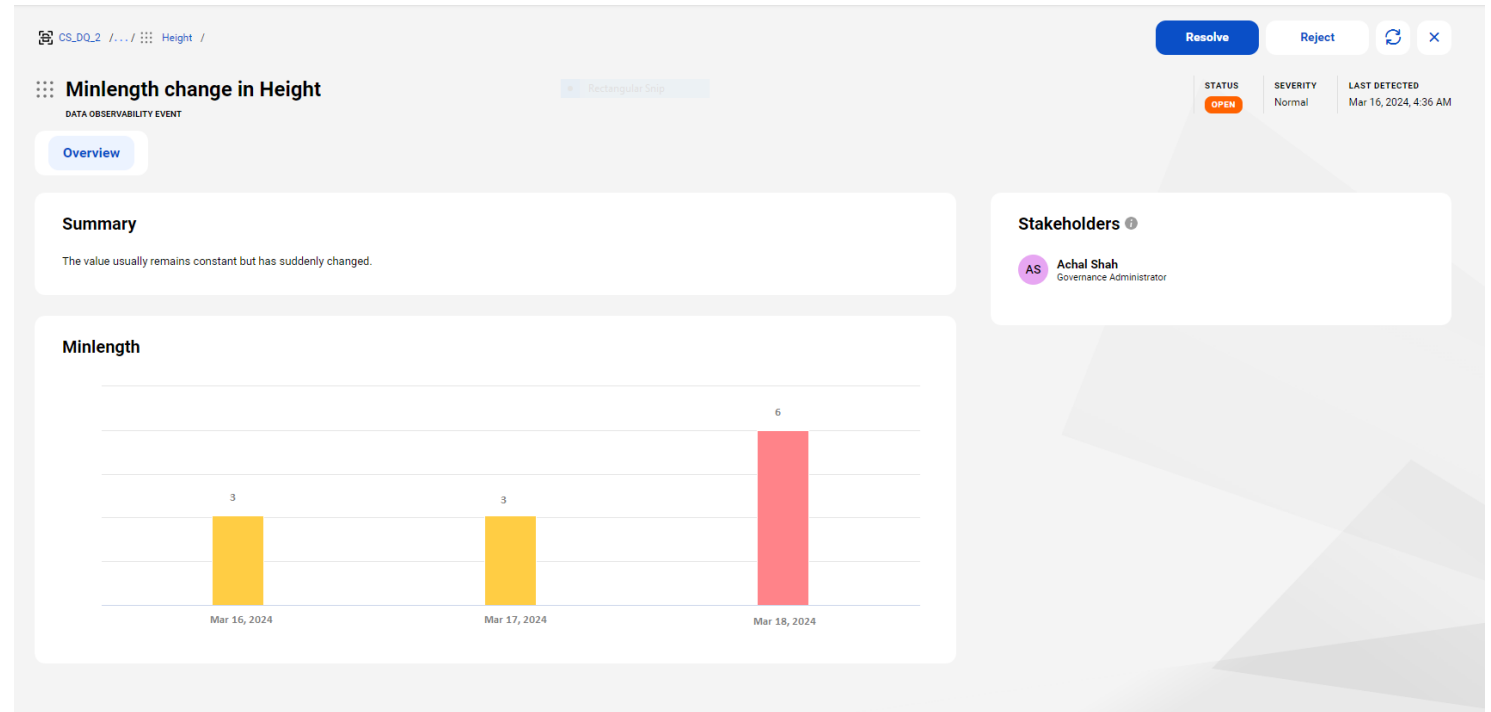 CS_DQ_2 /.../ Height /
Resolve
Reject
Minlength change in Height
DATA OBSERVABILITY EVENT
Rectangular Snip
STATUS
OPEN
SEVERITY
Normal
LAST DETECTED
Mar 16, 2024, 4:36 AM
Overview
Summary
The value usually remains constant but has suddenly changed.
Stakeholders
AS
Achal Shah
Governance Administrator
Minlength
3
3
6
Mar 16, 2024
Mar 17, 2024
Mar 18, 2024